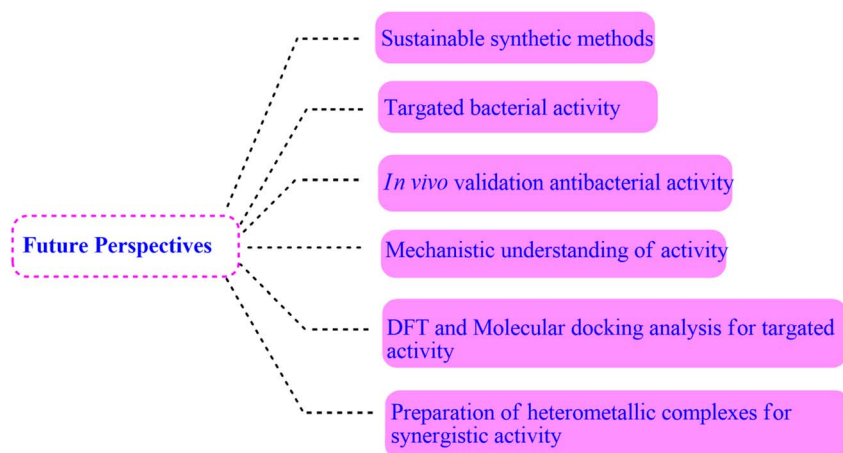 Sustainable synthetic methods
Targated bacterial activity
In vivo validation antibacterial activity
Future Perspectives
Mechanistic understanding of activity
DFT and Molecular docking analysis for targated
activity
Preparation of heterometallic complexes for
synergistic activity